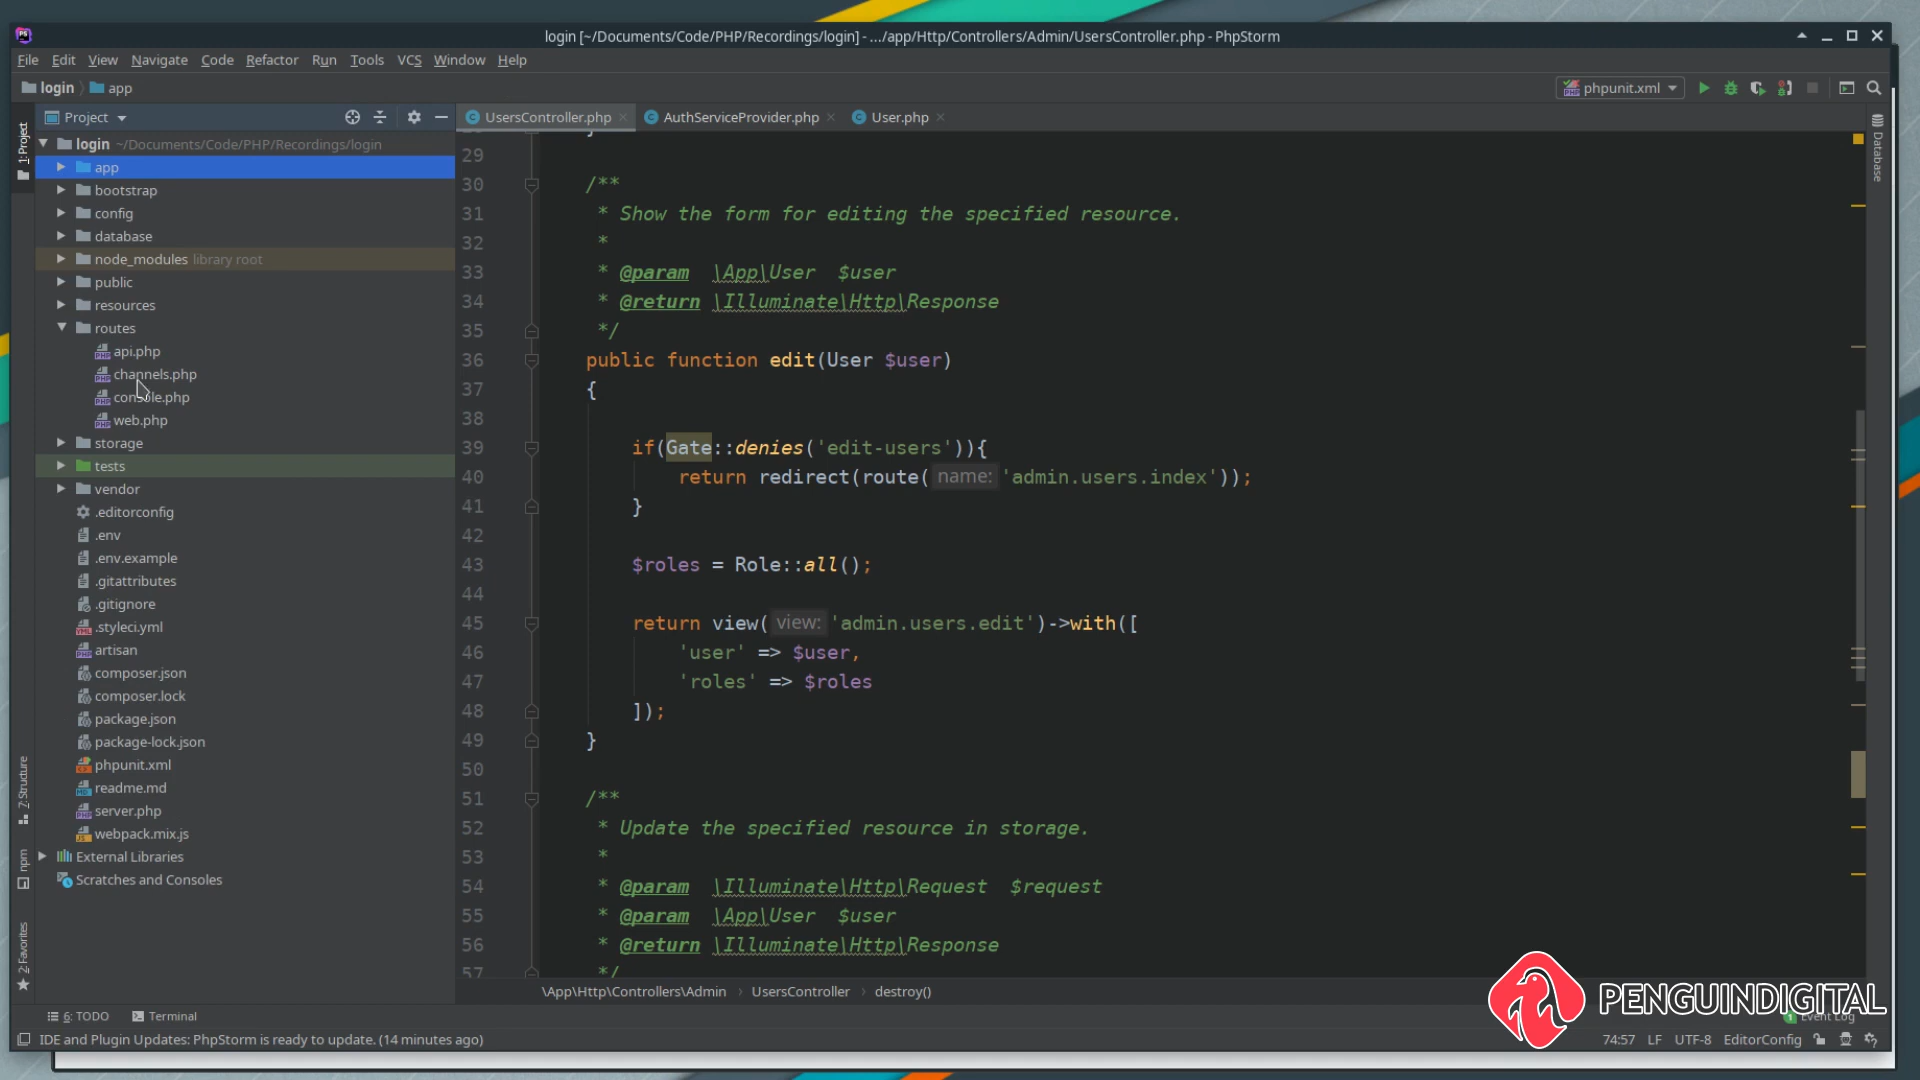 login [~/Documents/Code/PHP/Recordings/login] - .../app/Http/Controllers/Admin/UsersController.php - PhpStorm
File Edit View Navigate Code Refactor Run Tools VCS Window Help
login app phpunit.xml
Project UsersController.php AuthServiceProvider.php User.php
1: Project
Database
login ~/Documents/Code/PHP/Recordings/login
app
bootstrap
config
database
node_modules library root
public
resources
routes
api.php
channels.php
console.php
web.php
storage
tests
vendor
.editorconfig
.env
.env.example
.gitattributes
.gitignore
.styleci.yml
artisan
composer.json
composer.lock
package.json
package-lock.json
phpunit.xml
readme.md
server.php
webpack.mix.js
External Libraries
Scratches and Consoles
7: Structure
npm
2: Favorites
29
30 /**
31 * Show the form for editing the specified resource.
32 *
33 * @param \App\User $user
34 * @return \Illuminate\Http\Response
35 */
36 public function edit(User $user)
37 {
38
39 if(Gate::denies('edit-users')){
40 return redirect(route( name: 'admin.users.index'));
41 }
42
43 $roles = Role::all();
44
45 return view( view: 'admin.users.edit')->with([
46 'user' => $user,
47 'roles' => $roles
48 ]);
49 }
50
51 /**
52 * Update the specified resource in storage.
53 *
54 * @param \Illuminate\Http\Request $request
55 * @param \App\User $user
56 * @return \Illuminate\Http\Response
57 */
\App\Http\Controllers\Admin UsersController destroy()
PENGUINDIGITAL
6: TODO Terminal 1 Event Log
IDE and Plugin Updates: PhpStorm is ready to update. (14 minutes ago) 74:57 LF UTF-8 EditorConfig